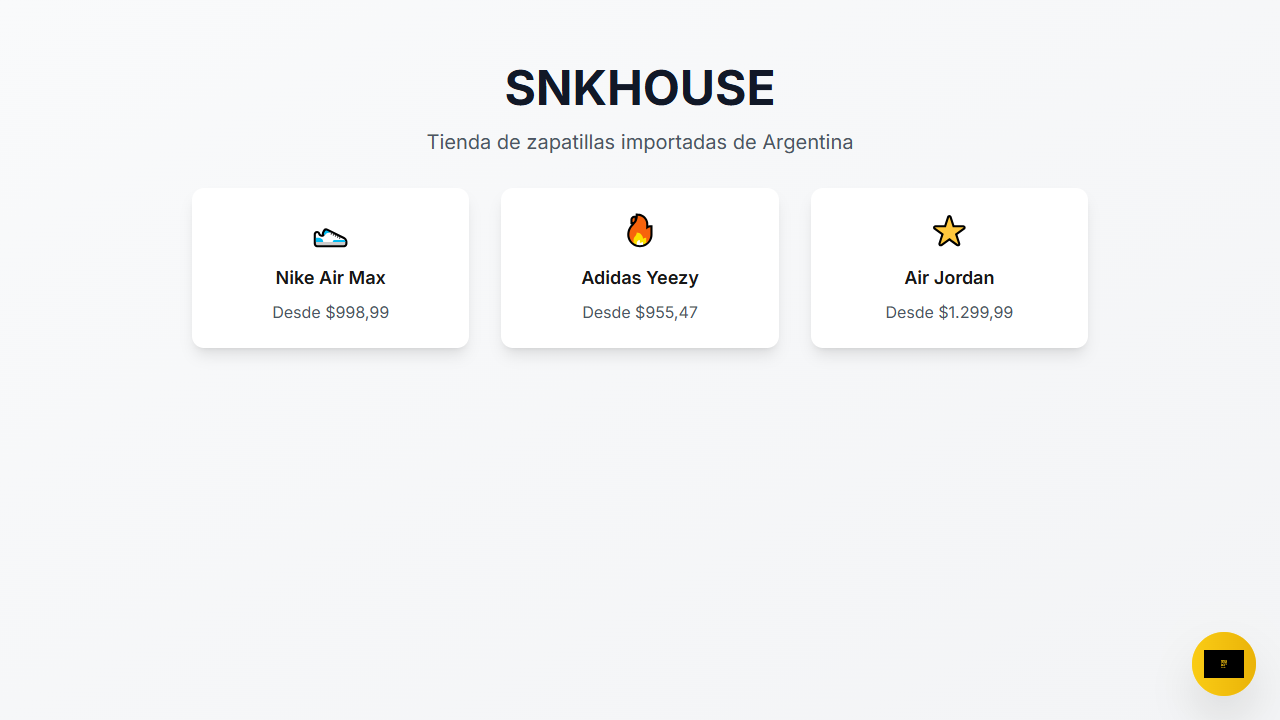 SNKHOUSE
Tienda de zapatillas importadas de Argentina
Nike Air Max
Desde $998,99
Adidas Yeezy
Desde $955,47
Air Jordan
Desde $1.299,99